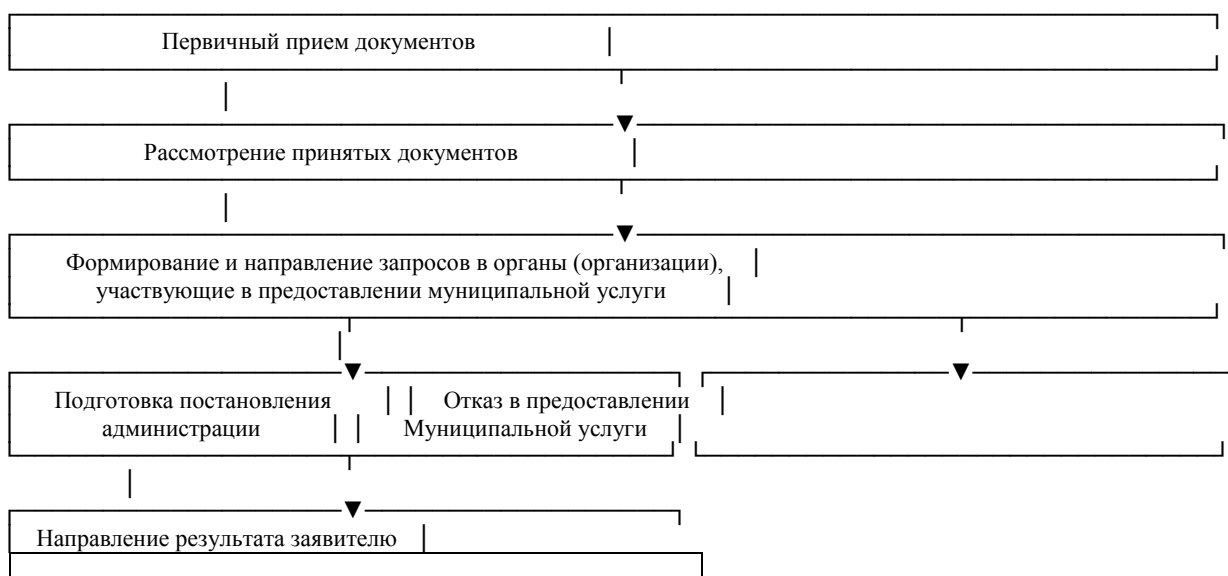 Первичный прием документов
Рассмотрение принятых документов
Формирование и направление запросов в органы (организации),
участвующие в предоставлении муниципальной услуги
Подготовка постановления
администрации
Отказ в предоставлении
Муниципальной услуги
Направление результата заявителю